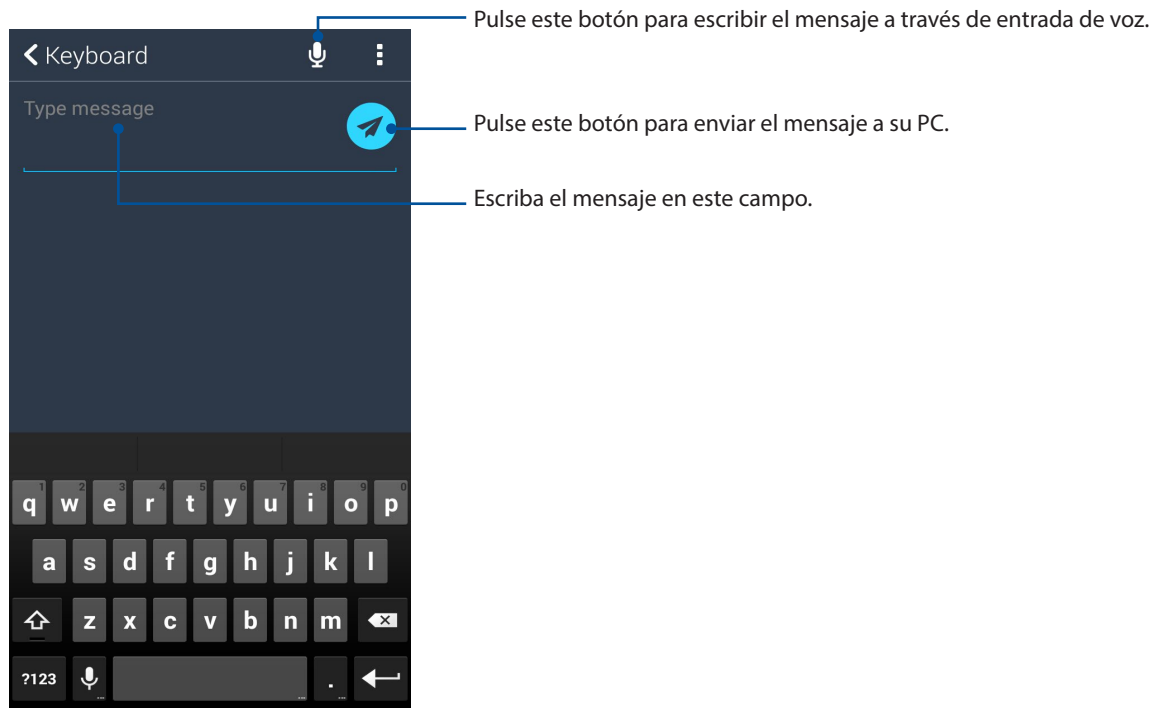 Pulse este botón para escribir el mensaje a través de entrada de voz.
Keyboard
Type message
Pulse este botón para enviar el mensaje a su PC.
Escriba el mensaje en este campo.
1 2 3 4 5 6 7 8 9 0
q w e r t y u i o p
a s d f g h j k l
z x c v b n m
?123 .